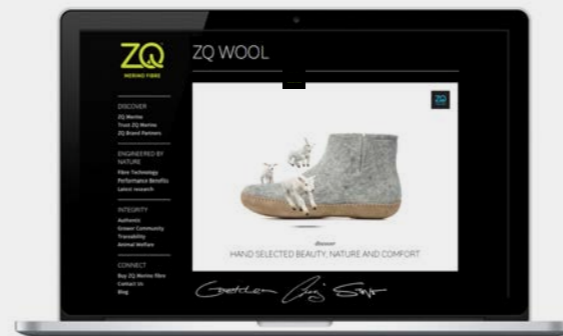 ZQ
MERINO FIBRE
DISCOVER
ZQ Merino
Trust ZQ Merino
ZQ Brand Partners
ENGINEERED BY
NATURE
Fibre Technology
Performance Benefits
Latest research
INTEGRITY
Authentic
Grower Community
Traceability
Animal Welfare
CONNECT
Buy ZQ Merino fibre
Contact Us
Blog
ZQ WOOL
ZQ
discover
HAND SELECTED BEAUTY, NATURE AND COMFORT